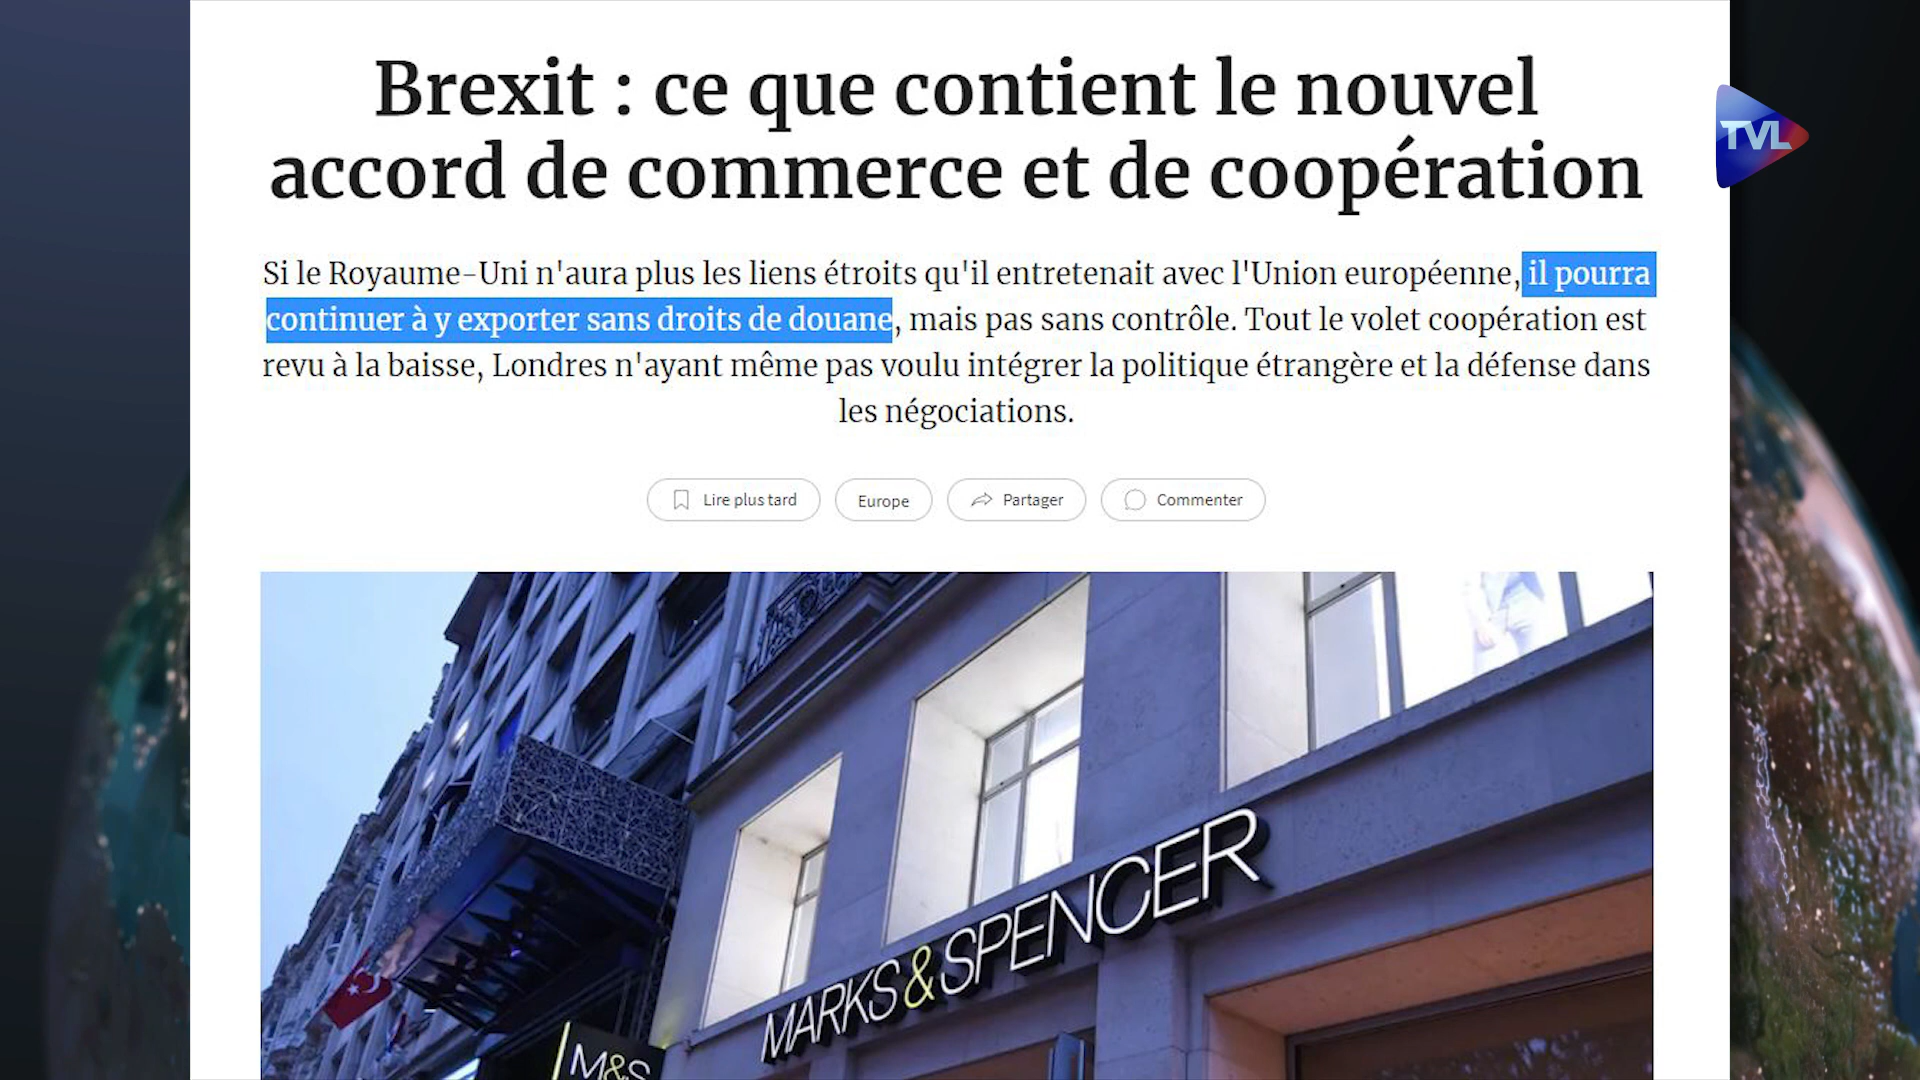 Brexit : ce que contient le nouvel
accord de commerce et de coopération
TVL
Si le Royaume-Uni n'aura plus les liens étroits qu'il entretenait avec l'Union européenne, il pourra
continuer à y exporter sans droits de douane, mais pas sans contrôle. Tout le volet coopération est
revu à la baisse, Londres n'ayant même pas voulu intégrer la politique étrangère et la défense dans
les négociations.
Lire plus tard
Europe
Partager
Commenter
MARKS&SPENCER
M&S